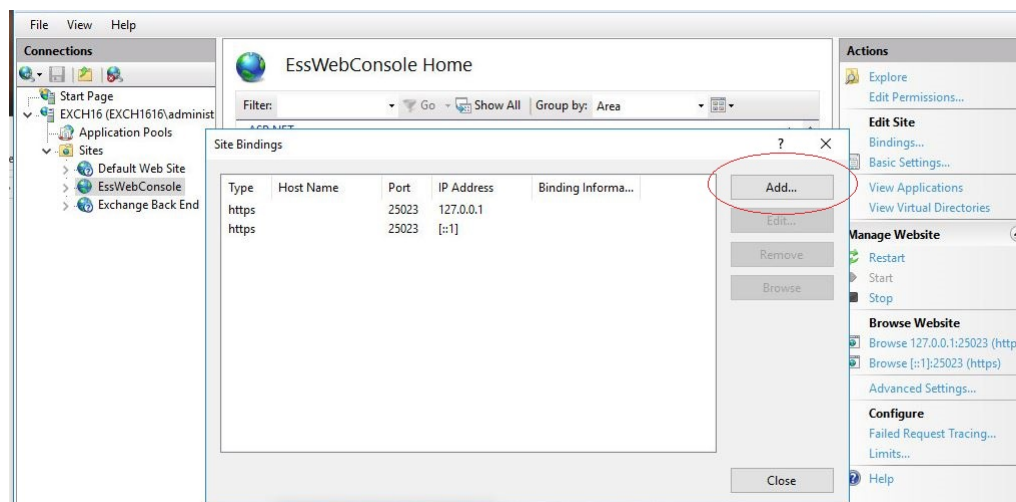 File View Help
Connections
Start Page
EXCH16 (EXCH1616\administ
Application Pools
Sites
Default Web Site
EssWebConsole
Exchange Back End
EssWebConsole Home
Filter: Go Show All Group by: Area
Site Bindings ? X
Type Host Name Port IP Address Binding Informa...
https 25023 127.0.0.1
https 25023 [::1]
Add...
Edit...
Remove
Browse
Close
Actions
Explore
Edit Permissions...
Edit Site
Bindings...
Basic Settings...
View Applications
View Virtual Directories
Manage Website
Restart
Start
Stop
Browse Website
Browse 127.0.0.1:25023 (http
Browse [::1]:25023 (https)
Advanced Settings...
Configure
Failed Request Tracing...
Limits...
Help